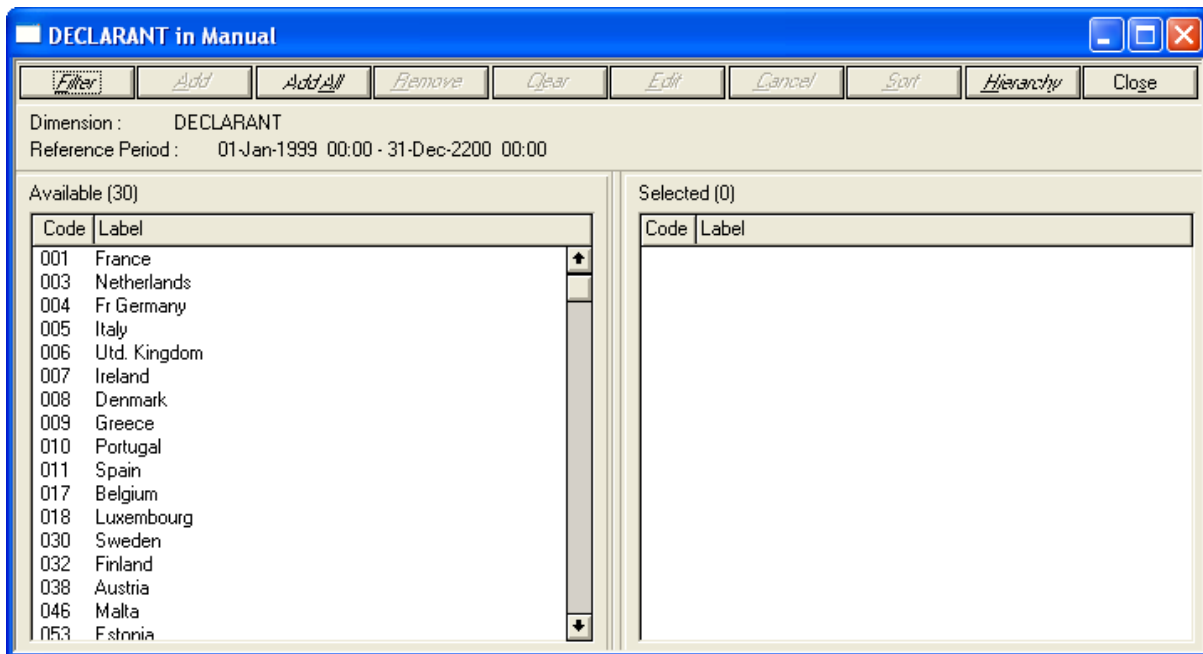 DECLARANT in Manual
Filter Add Add All Remove Clear Edit Cancel Sort Hierarchy Close
Dimension : DECLARANT
Reference Period : 01-Jan-1999 00:00 - 31-Dec-2200 00:00
Available (30)
Code Label
001 France
003 Netherlands
004 Fr Germany
005 Italy
006 Utd. Kingdom
007 Ireland
008 Denmark
009 Greece
010 Portugal
011 Spain
017 Belgium
018 Luxembourg
030 Sweden
032 Finland
038 Austria
046 Malta
053 Estonia
Selected (0)
Code Label